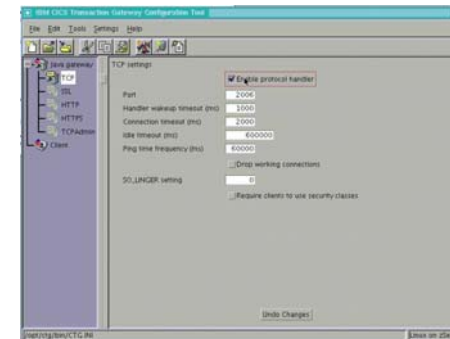 IBM CICS Transaction Gateway Configuration Tool
File Edit Tools Settings Help
Java gateway
TCP
SSL
HTTP
HTTPS
TCPAdmin
Client
TCP settings
Enable protocol handler
Port 2006
Handler wakeup timeout (ms) 1000
Connection timeout (ms) 2000
Idle timeout (ms) 600000
Ping time frequency (ms) 60000
Drop working connections
SO_LINGER setting 0
Require clients to use security classes
Undo Changes
/opt/ctg/bin/CTG.INI
Linux on zSe